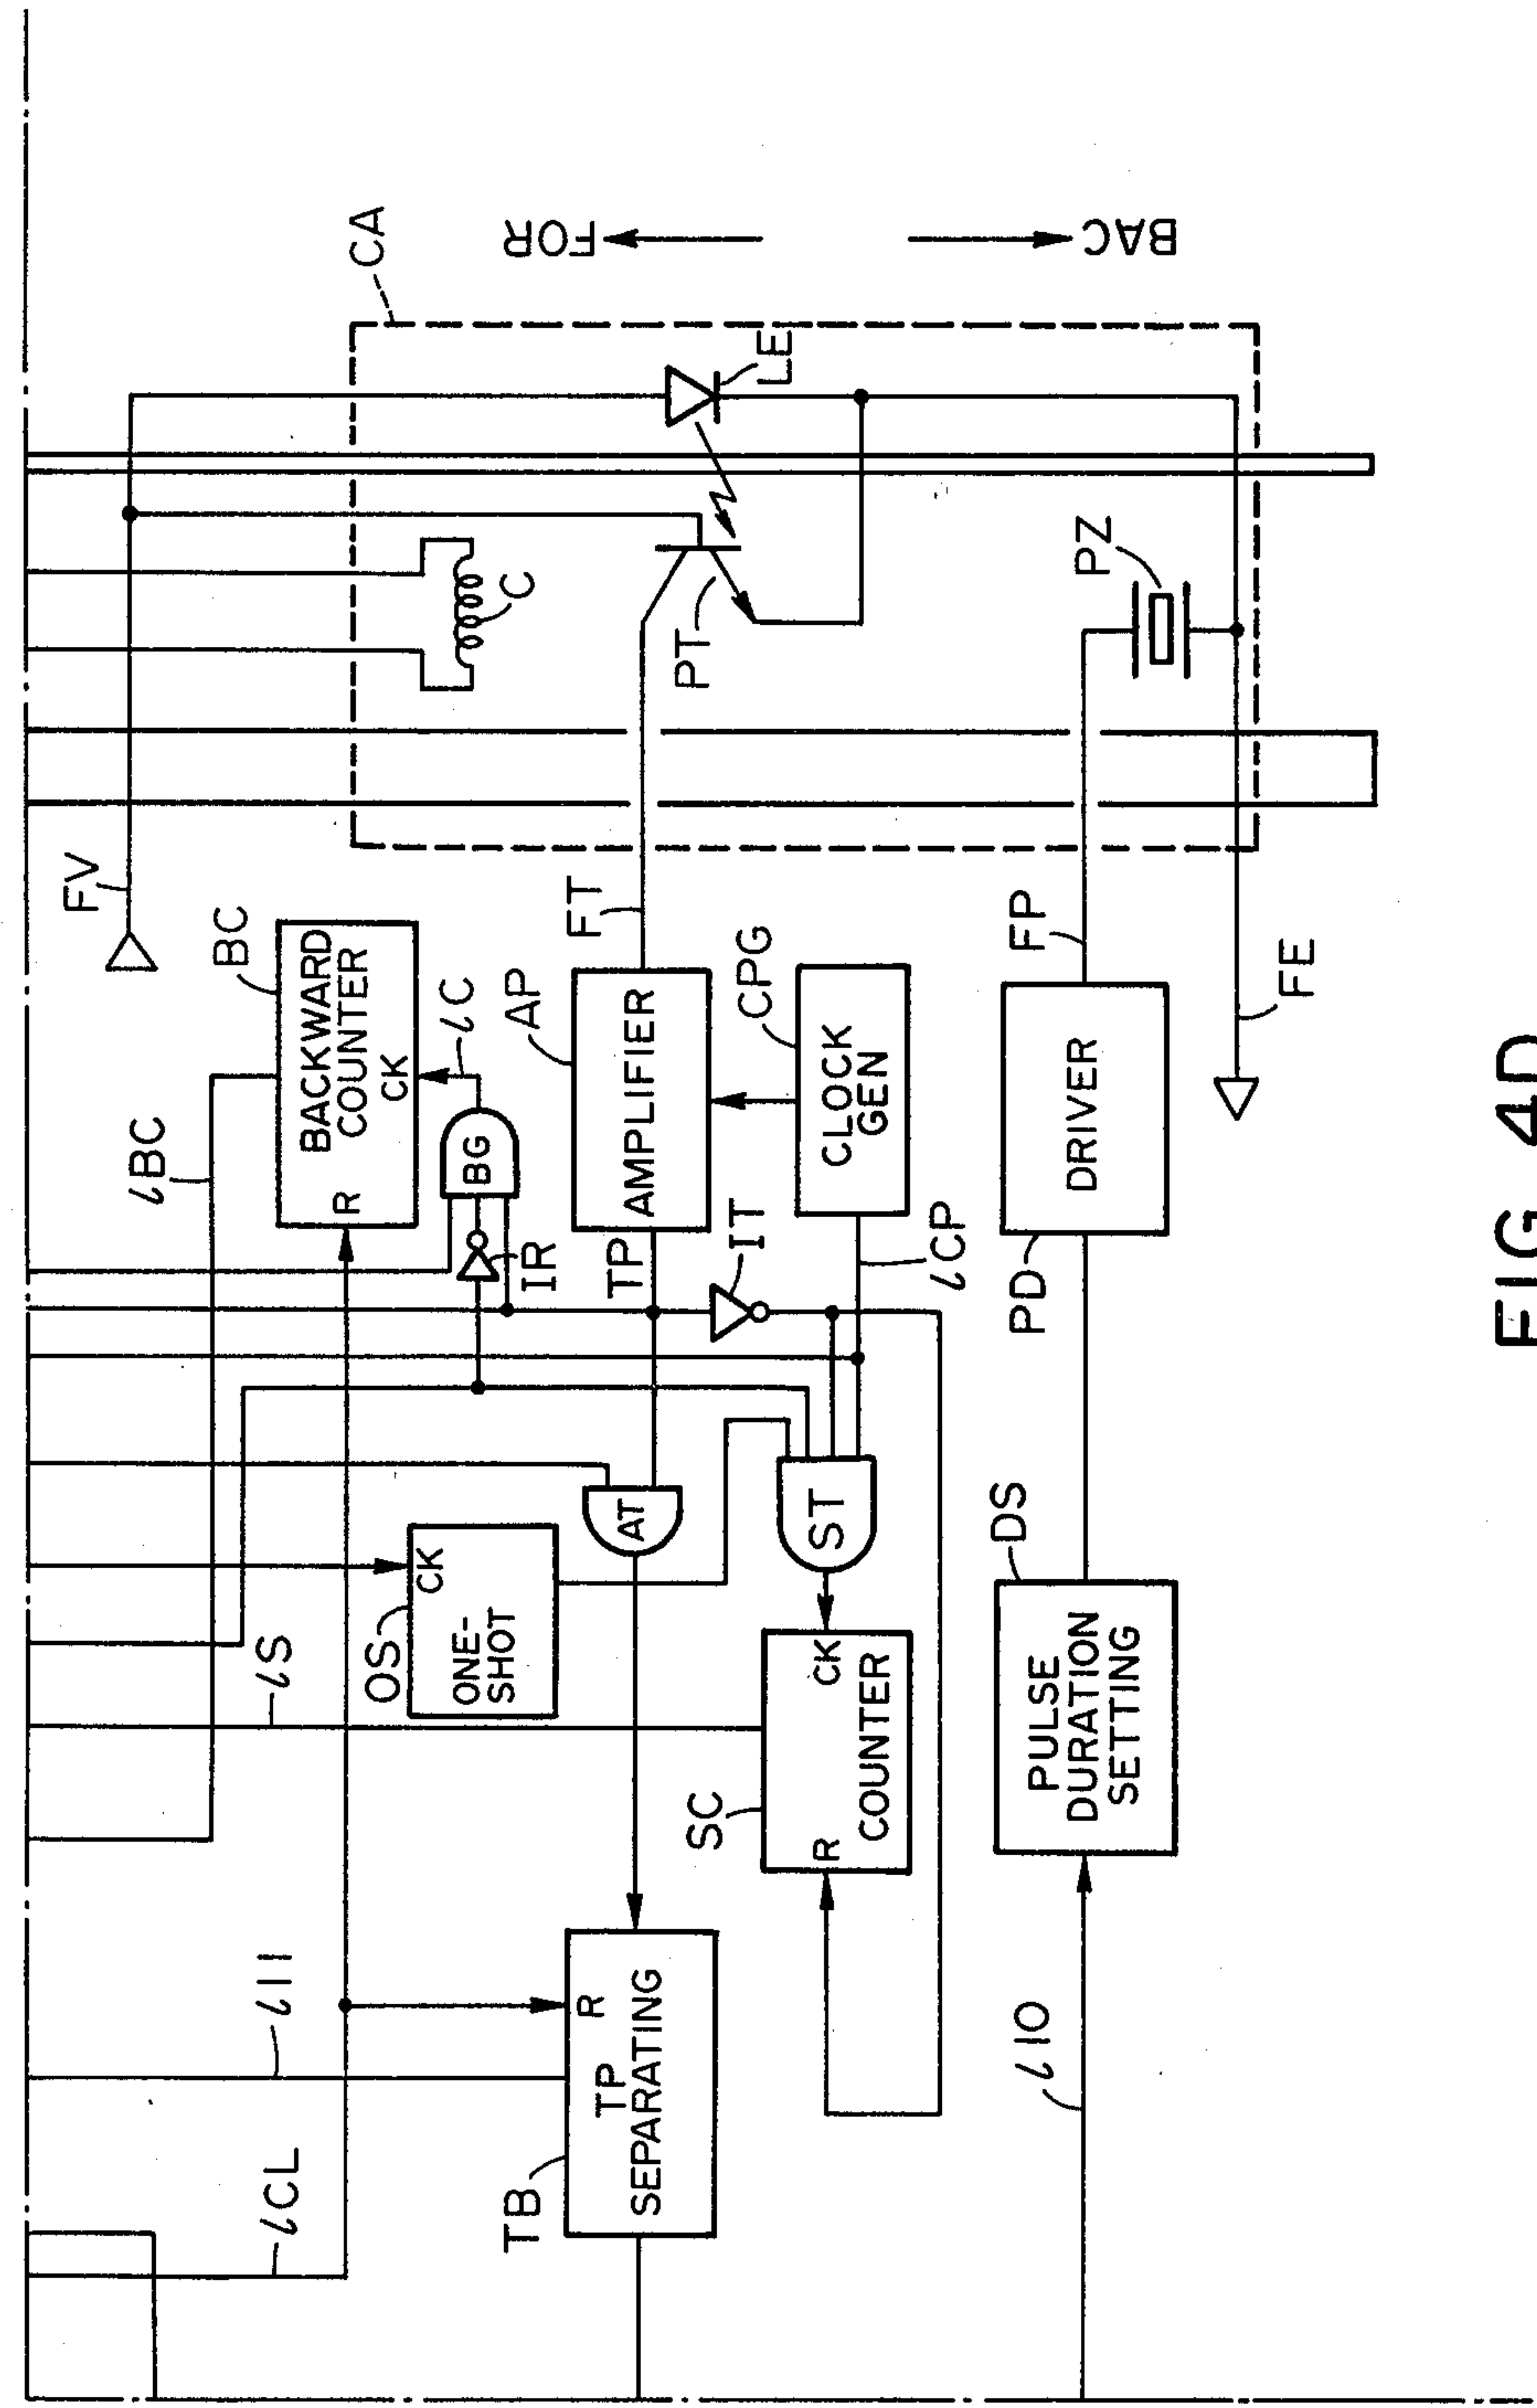 CA
FOR
BAC
LE
C
PT
PZ
FV
FT
FP
FE
BC
BACKWARD
COUNTER
CK
R
lC
lBC
BG
IR
AP
AMPLIFIER
TP
IT
CPG
CLOCK
GEN
lCP
DRIVER
PD
AT
ST
OS
CK
ONE-
SHOT
lS
SC
R
CK
COUNTER
DS
PULSE
DURATION
SETTING
l11
lCL
TB
R
TP
SEPARATING
l10
FIG. 4D